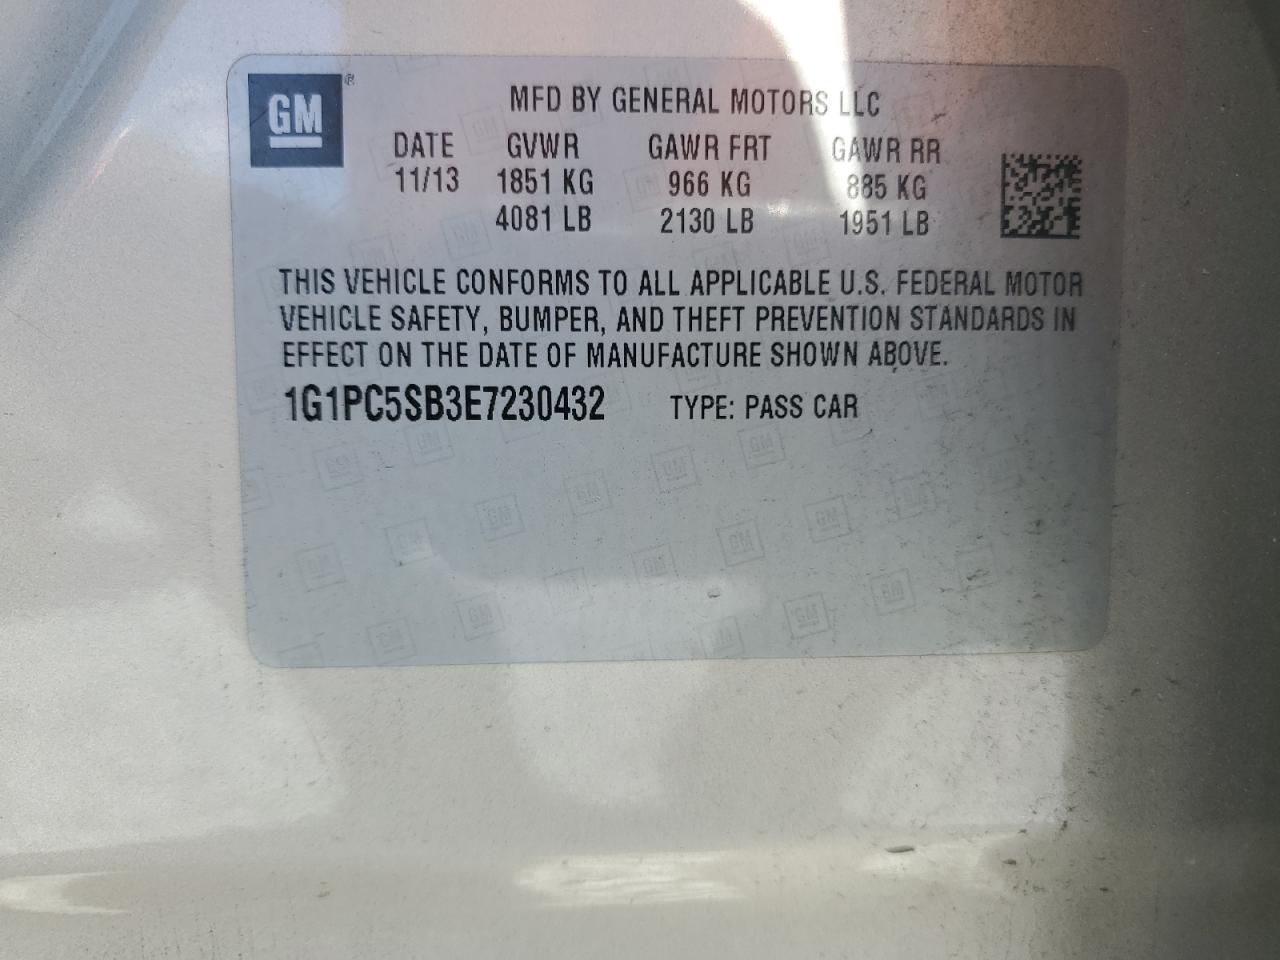 GM®
MFD BY GENERAL MOTORS LLC
DATE GVWR GAWR FRT GAWR RR
11/13 1851 KG 966 KG 885 KG
4081 LB 2130 LB 1951 LB
THIS VEHICLE CONFORMS TO ALL APPLICABLE U.S. FEDERAL MOTOR
VEHICLE SAFETY, BUMPER, AND THEFT PREVENTION STANDARDS IN
EFFECT ON THE DATE OF MANUFACTURE SHOWN ABOVE.
1G1PC5SB3E7230432 TYPE: PASS CAR